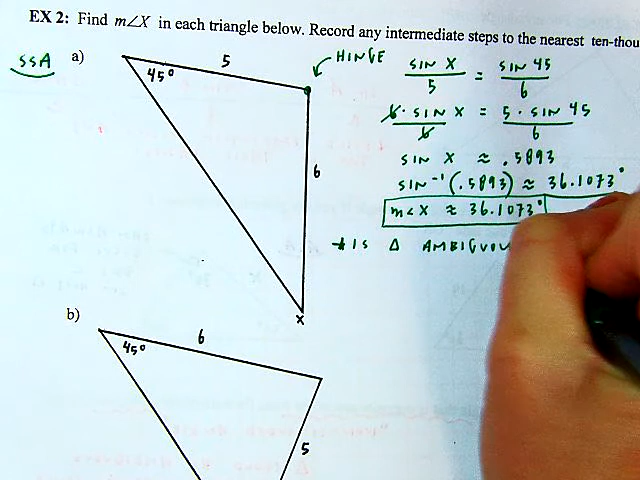 EX 2: Find m∠X in each triangle below. Record any intermediate steps to the nearest ten-thou
SSA a) 45° 5 HINGE
6
X
SIN X / 5 = SIN 45 / 6
6 · SIN X / 6 = 5 · SIN 45 / 6
SIN X ≈ .5893
SIN⁻¹ (.5893) ≈ 36.1073°
m∠X ≈ 36.1073°
* IS Δ AMBIGUOU
b) 45° 6
5